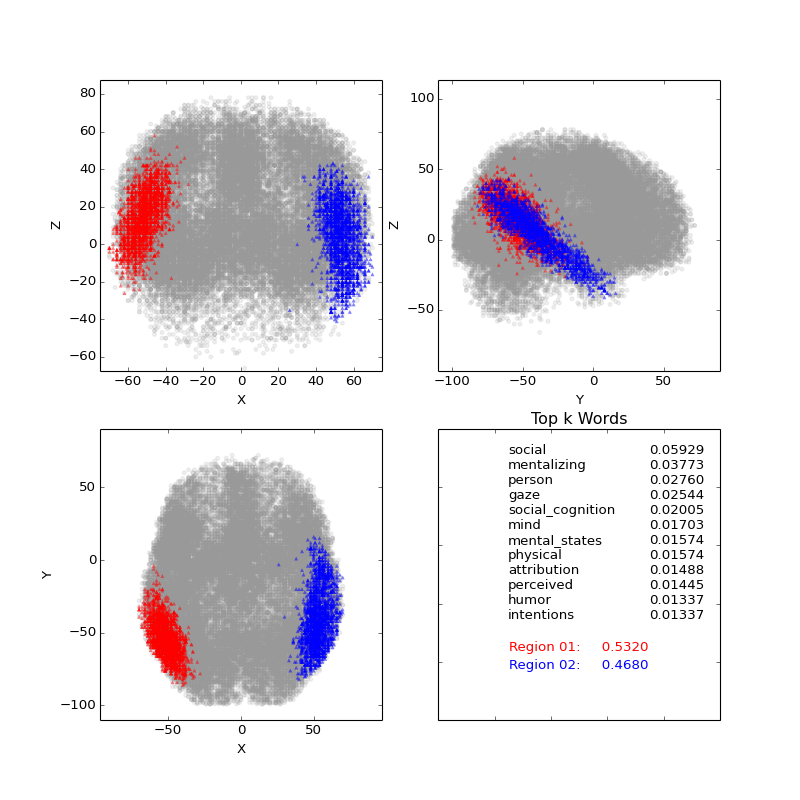 80
60
40
20
0
−20
−40
−60
Z
−60 −40 −20 0 20 40 60
X
100
50
0
−50
Z
−100 −50 0 50
Y
0
−50
−100
Y
−50 0 50
X
Top k Words
social 0.05929
mentalizing 0.03773
person 0.02760
gaze 0.02544
social_cognition 0.02005
mind 0.01703
mental_states 0.01574
physical 0.01574
attribution 0.01488
perceived 0.01445
humor 0.01337
intentions 0.01337
Region 01: 0.5320
Region 02: 0.4680